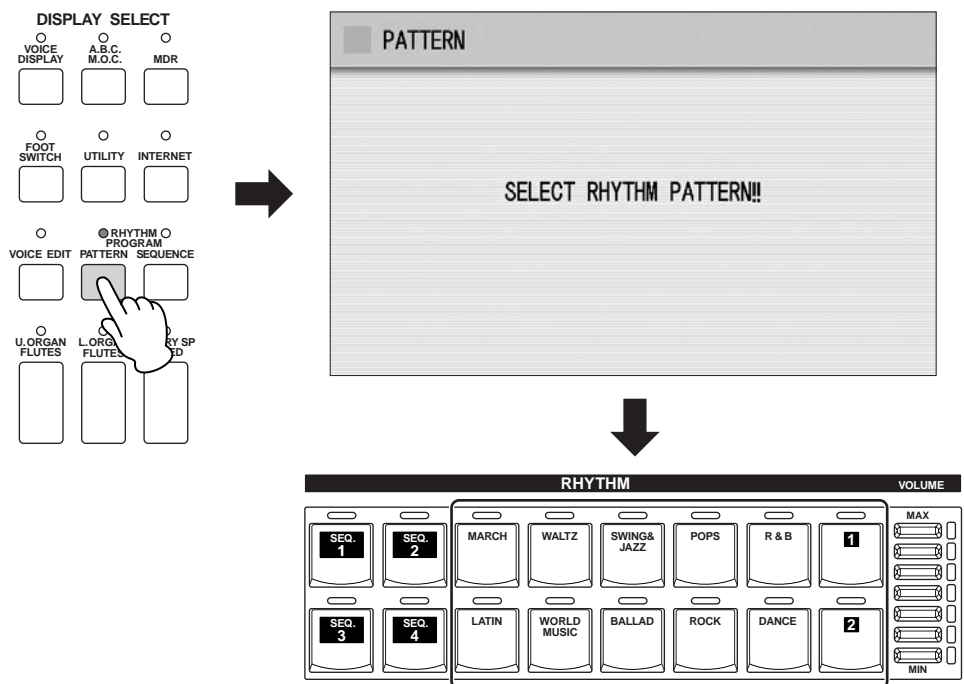 DISPLAY SELECT
VOICE
DISPLAY
A.B.C.
M.O.C.
MDR
FOOT
SWITCH
UTILITY
INTERNET
RHYTHM
PROGRAM
VOICE EDIT
PATTERN
SEQUENCE
U.ORGAN
FLUTES
PATTERN
SELECT RHYTHM PATTERN!!
RHYTHM
VOLUME
SEQ.
1
SEQ.
2
MARCH
WALTZ
SWING&
JAZZ
POPS
R & B
1
MAX
SEQ.
3
SEQ.
4
LATIN
WORLD
MUSIC
BALLAD
ROCK
DANCE
2
MIN